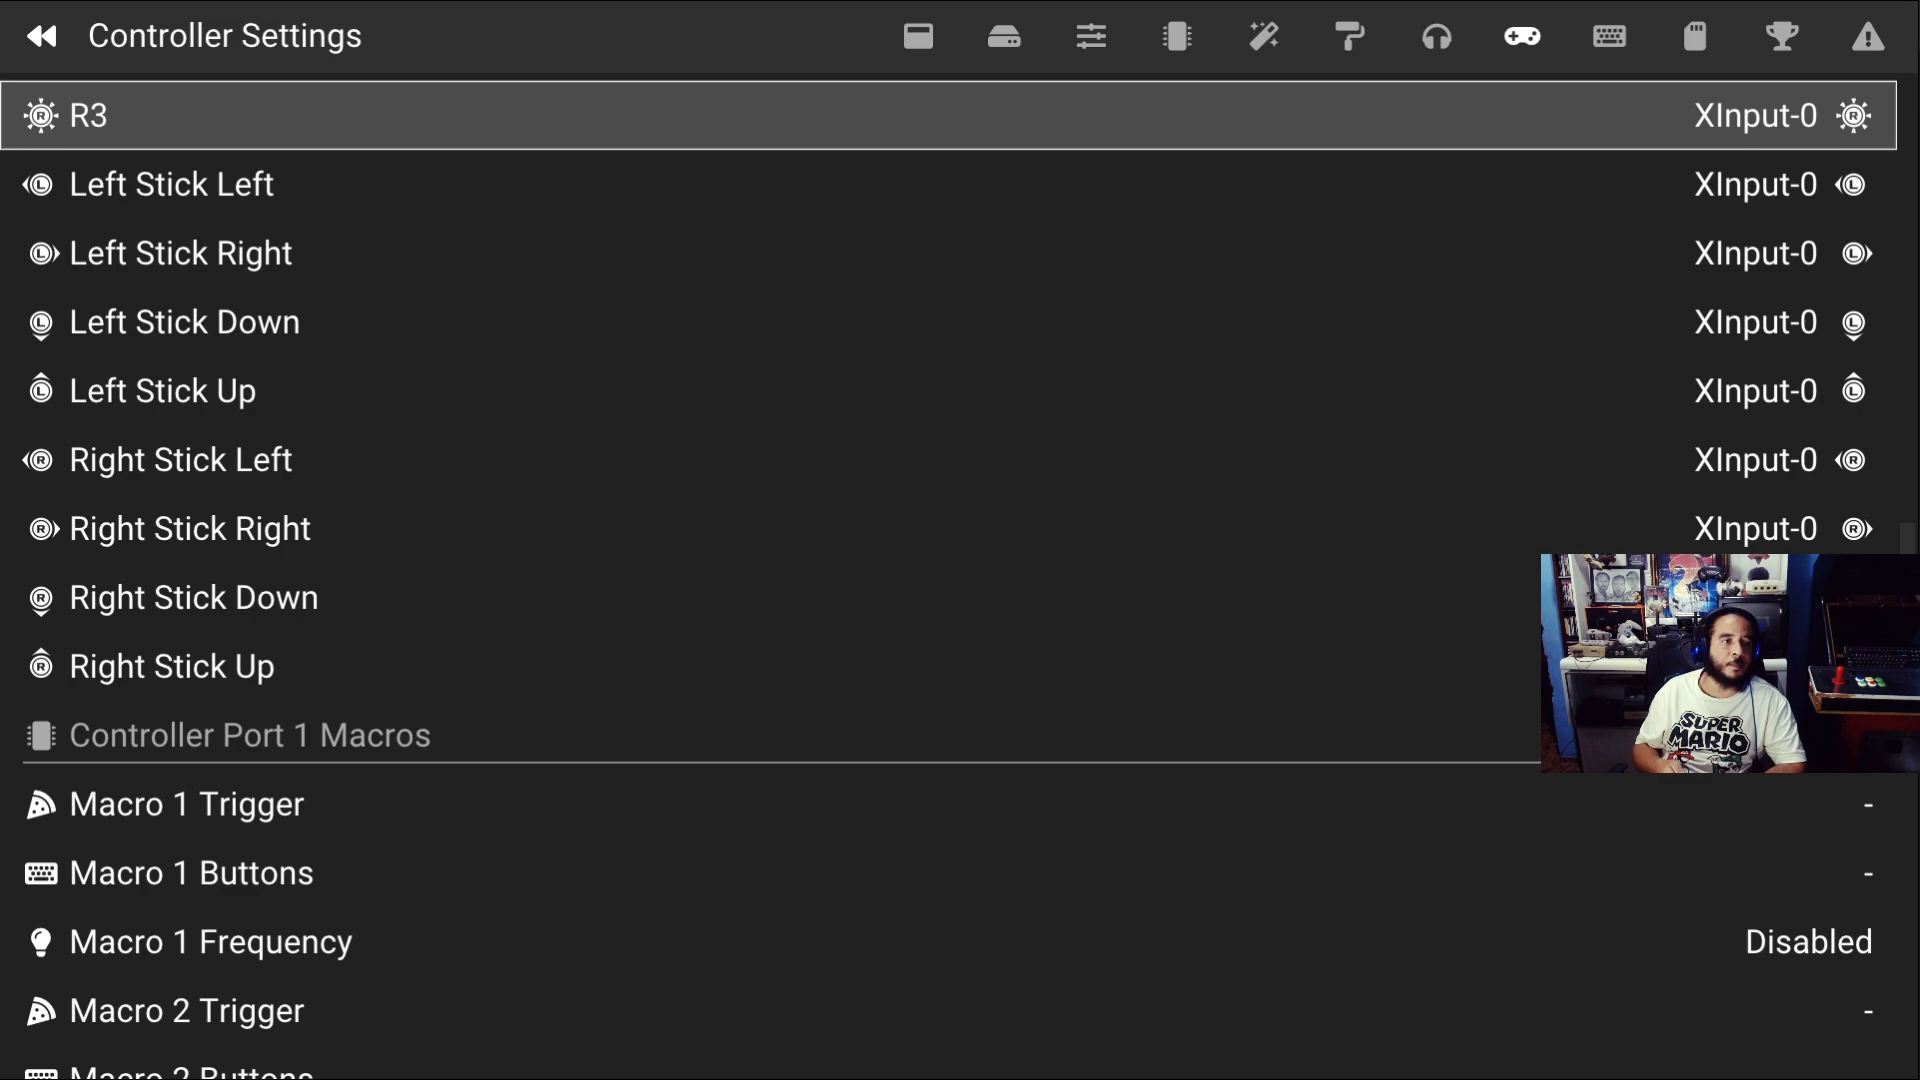 Controller Settings
R3 XInput-0
Left Stick Left XInput-0
Left Stick Right XInput-0
Left Stick Down XInput-0
Left Stick Up XInput-0
Right Stick Left XInput-0
Right Stick Right XInput-0
Right Stick Down
Right Stick Up
SUPER
MARIO
Controller Port 1 Macros
Macro 1 Trigger -
Macro 1 Buttons -
Macro 1 Frequency Disabled
Macro 2 Trigger -
Macro 2 Buttons